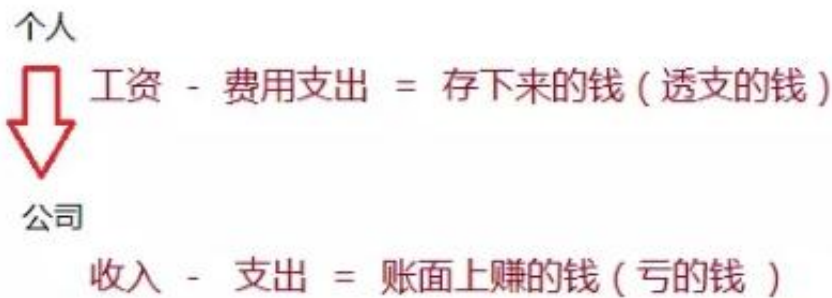 个人
工资 - 费用支出 = 存下来的钱 ( 透支的钱 )
公司
收入 - 支出 = 账面上赚的钱 ( 亏的钱 )